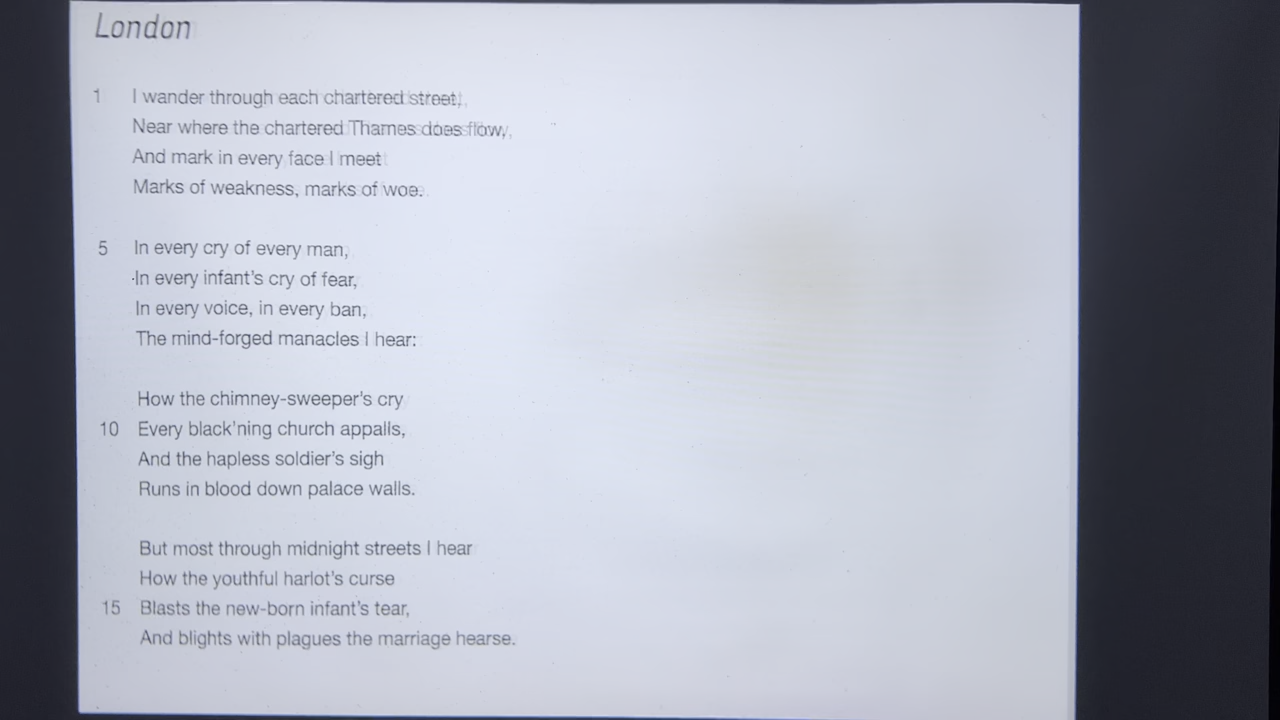 London
1 I wander through each chartered street,
Near where the chartered Thames does flow,
And mark in every face I meet
Marks of weakness, marks of woe.
5 In every cry of every man,
In every infant's cry of fear,
In every voice, in every ban,
The mind-forged manacles I hear:
How the chimney-sweeper's cry
10 Every black'ning church appalls,
And the hapless soldier's sigh
Runs in blood down palace walls.
But most through midnight streets I hear
How the youthful harlot's curse
15 Blasts the new-born infant's tear,
And blights with plagues the marriage hearse.